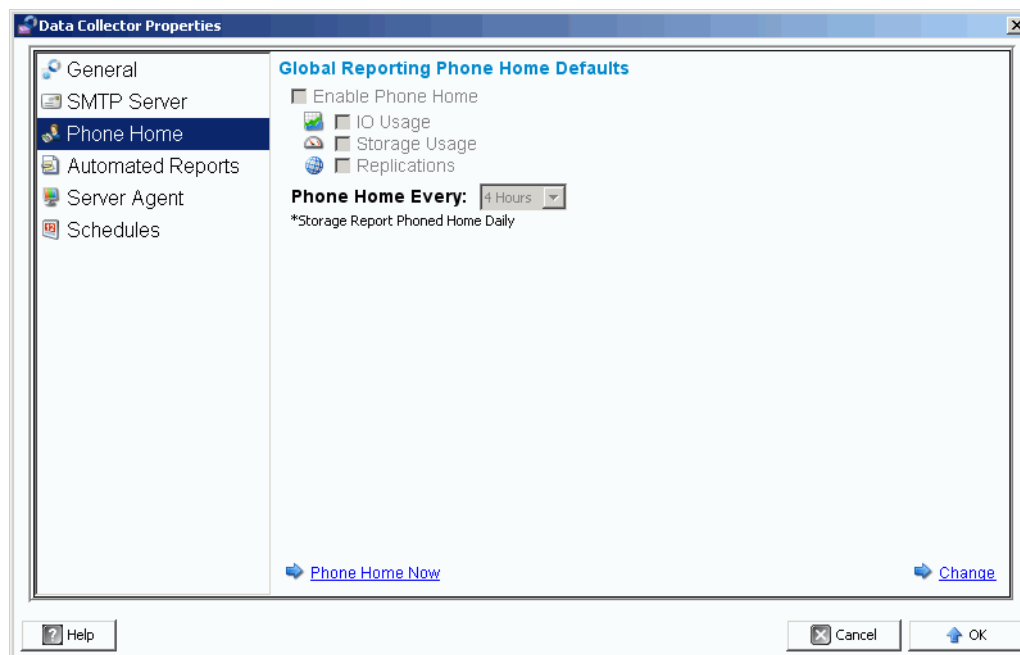 Data Collector Properties
General
SMTP Server
Phone Home
Automated Reports
Server Agent
Schedules
Global Reporting Phone Home Defaults
Enable Phone Home
IO Usage
Storage Usage
Replications
Phone Home Every: 4 Hours
*Storage Report Phoned Home Daily
Phone Home Now
Change
Help
Cancel
OK